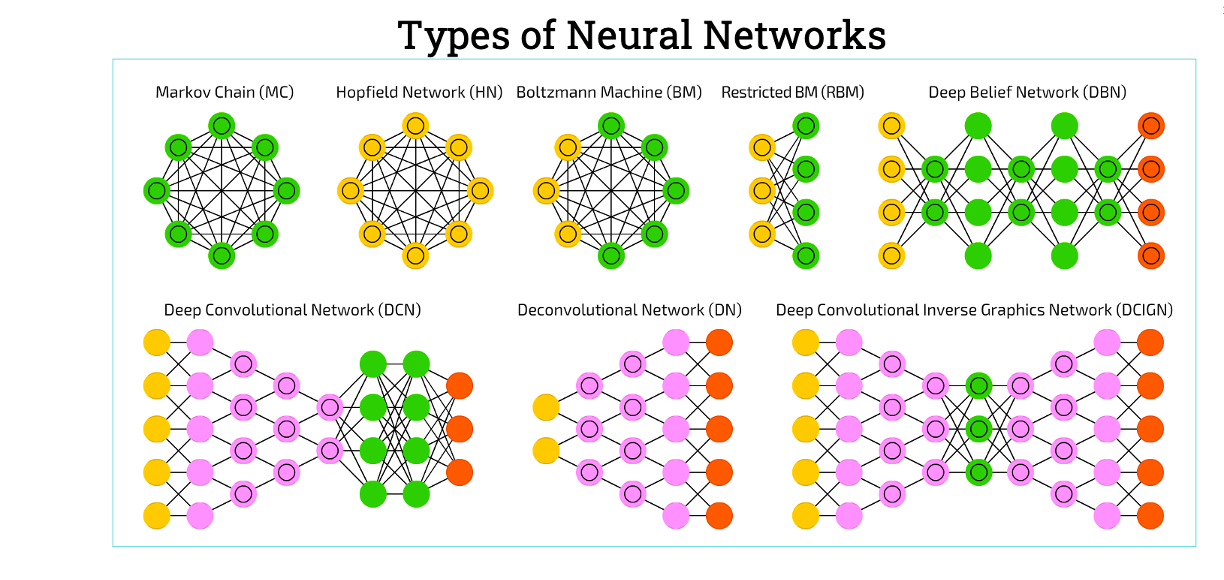 Types of Neural Networks
Markov Chain (MC)
Hopfield Network (HN)
Boltzmann Machine (BM)
Restricted BM (RBM)
Deep Belief Network (DBN)
Deep Convolutional Network (DCN)
Deconvolutional Network (DN)
Deep Convolutional Inverse Graphics Network (DCIGN)